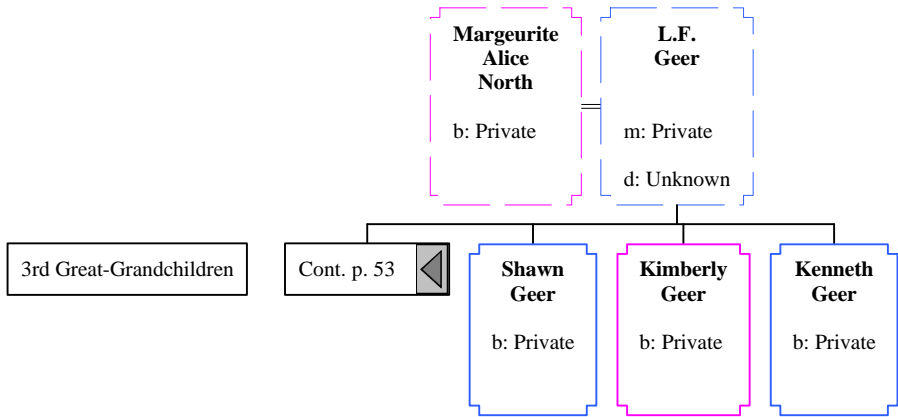 Margeurite
Alice
North
b: Private
L.F.
Geer
m: Private
d: Unknown
3rd Great-Grandchildren
Cont. p. 53
Shawn
Geer
b: Private
Kimberly
Geer
b: Private
Kenneth
Geer
b: Private